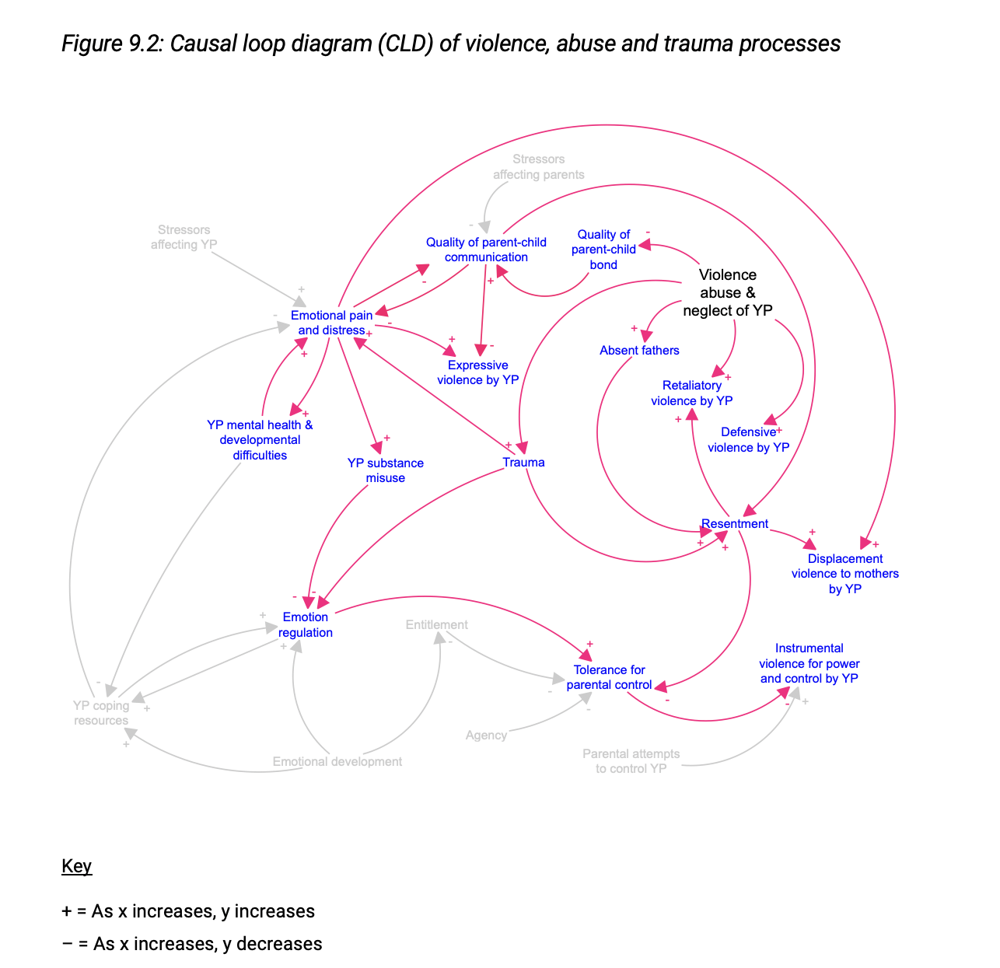 Figure 9.2: Causal loop diagram (CLD) of violence, abuse and trauma processes
Stressors
affecting parents
Stressors
affecting YP
Quality of parent-child
communication
Quality of
parent-child
bond
Violence
abuse &
neglect of YP
Emotional pain
and distress
Absent fathers
Expressive
violence by YP
Retaliatory
violence by YP
YP mental health &
developmental
difficulties
Defensive
violence by YP
YP substance
misuse
Trauma
Resentment
Displacement
violence to mothers
by YP
Emotion
regulation
Entitlement
Instrumental
violence for power
and control by YP
Tolerance for
parental control
YP coping
resources
Agency
Emotional development
Parental attempts
to control YP
Key
+ = As x increases, y increases
− = As x increases, y decreases